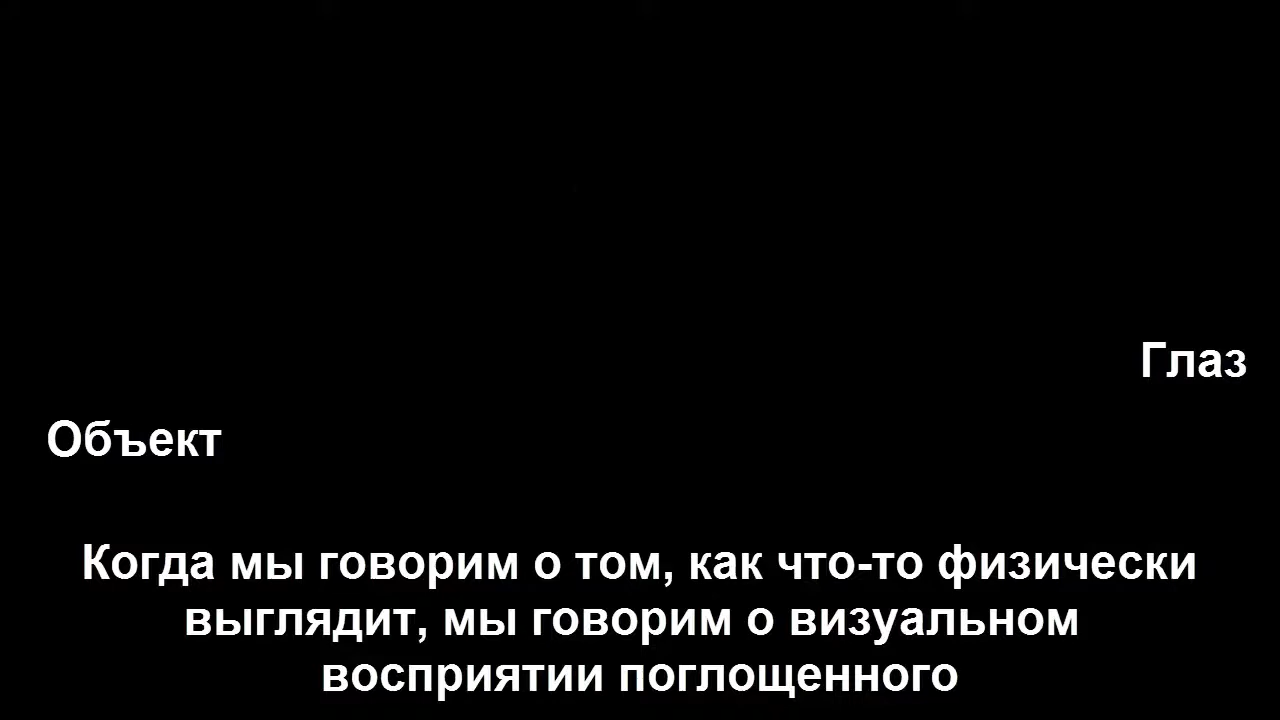 Глаз
Объект
Когда мы говорим о том, как что-то физически
выглядит, мы говорим о визуальном
восприятии поглощенного